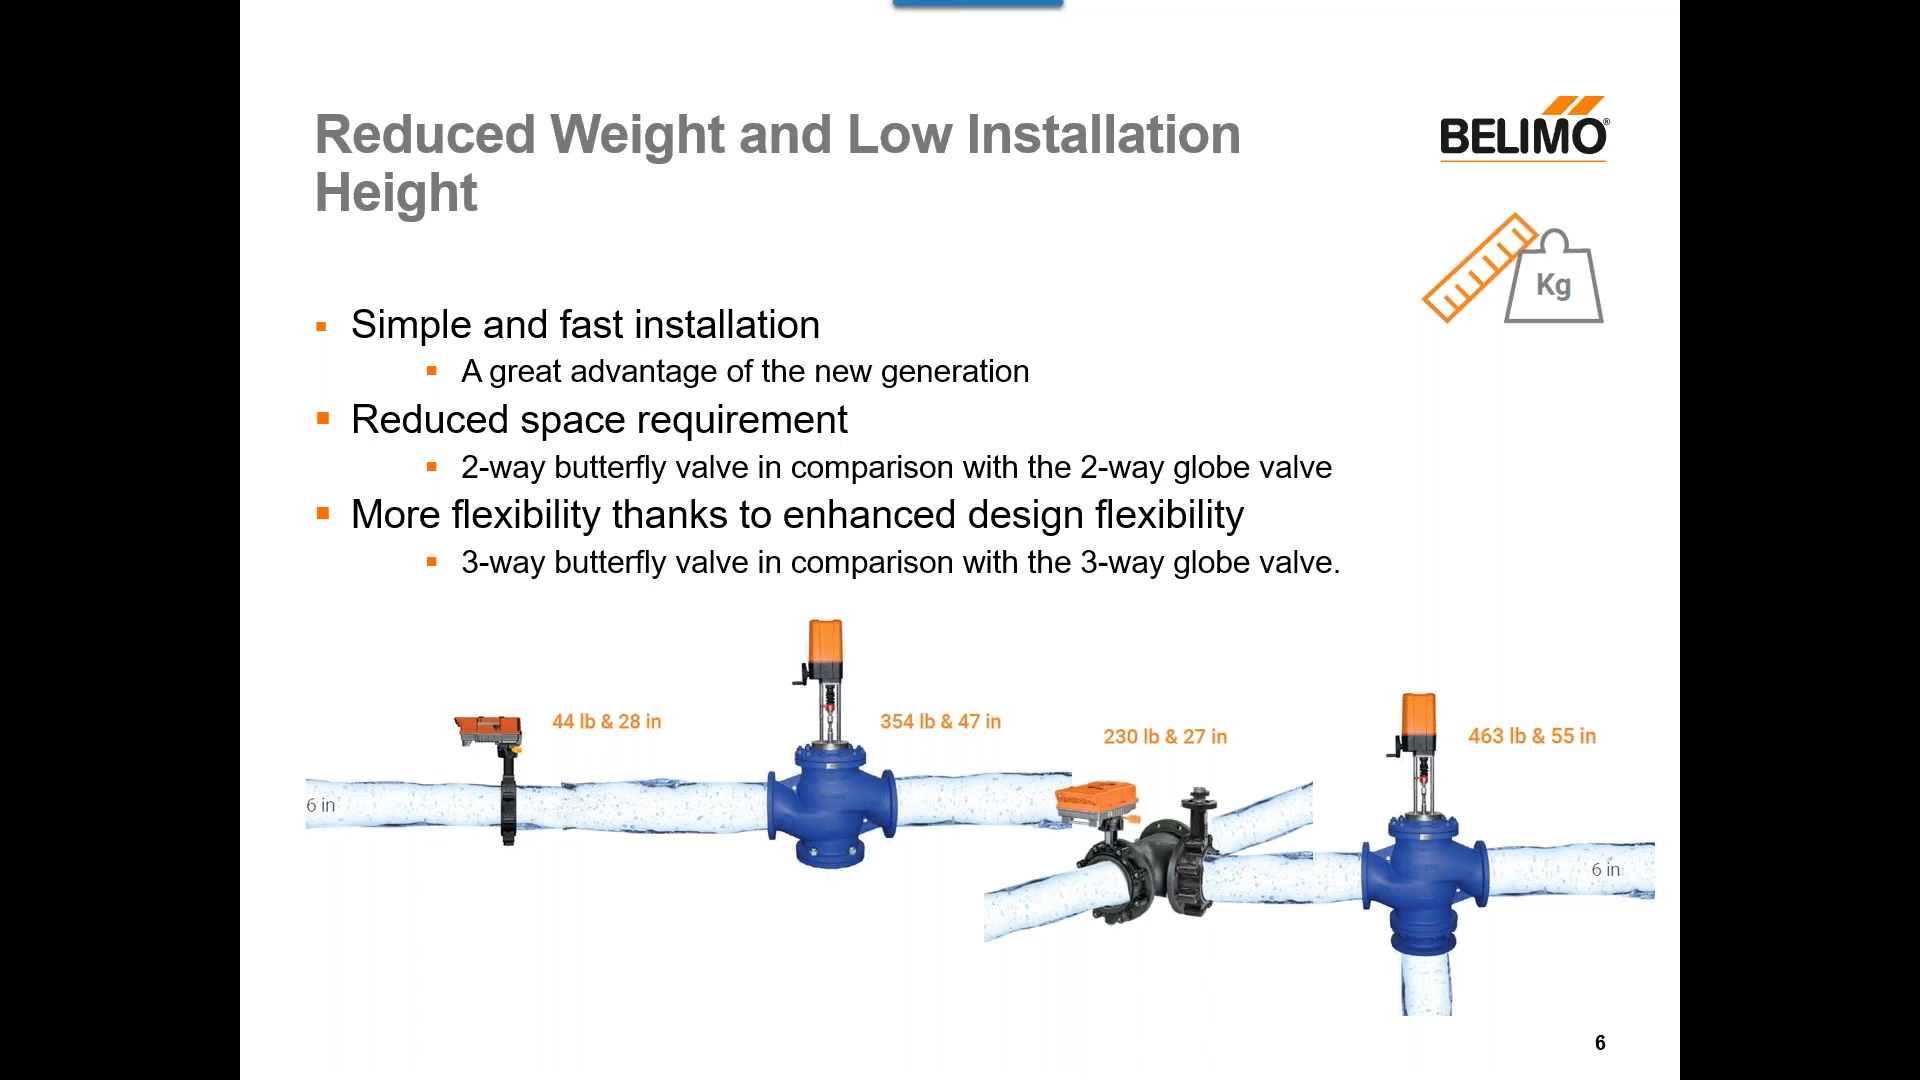 Reduced Weight and Low Installation
Height
BELIMO®
Kg
Simple and fast installation
A great advantage of the new generation
Reduced space requirement
2-way butterfly valve in comparison with the 2-way globe valve
More flexibility thanks to enhanced design flexibility
3-way butterfly valve in comparison with the 3-way globe valve.
44 lb & 28 in
354 lb & 47 in
230 lb & 27 in
463 lb & 55 in
6 in
6 in
6